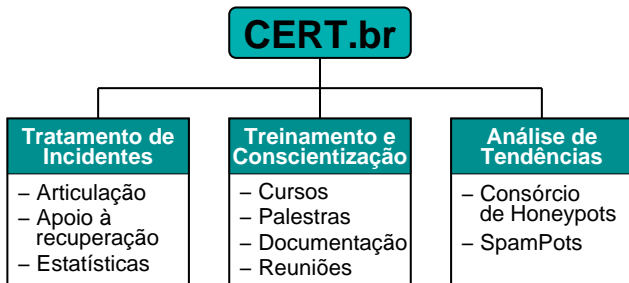 CERT.br
Tratamento de
Incidentes
– Articulação
– Apoio à
recuperação
– Estatísticas
Treinamento e
Conscientização
– Cursos
– Palestras
– Documentação
– Reuniões
Análise de
Tendências
– Consórcio
de Honeypots
– SpamPots